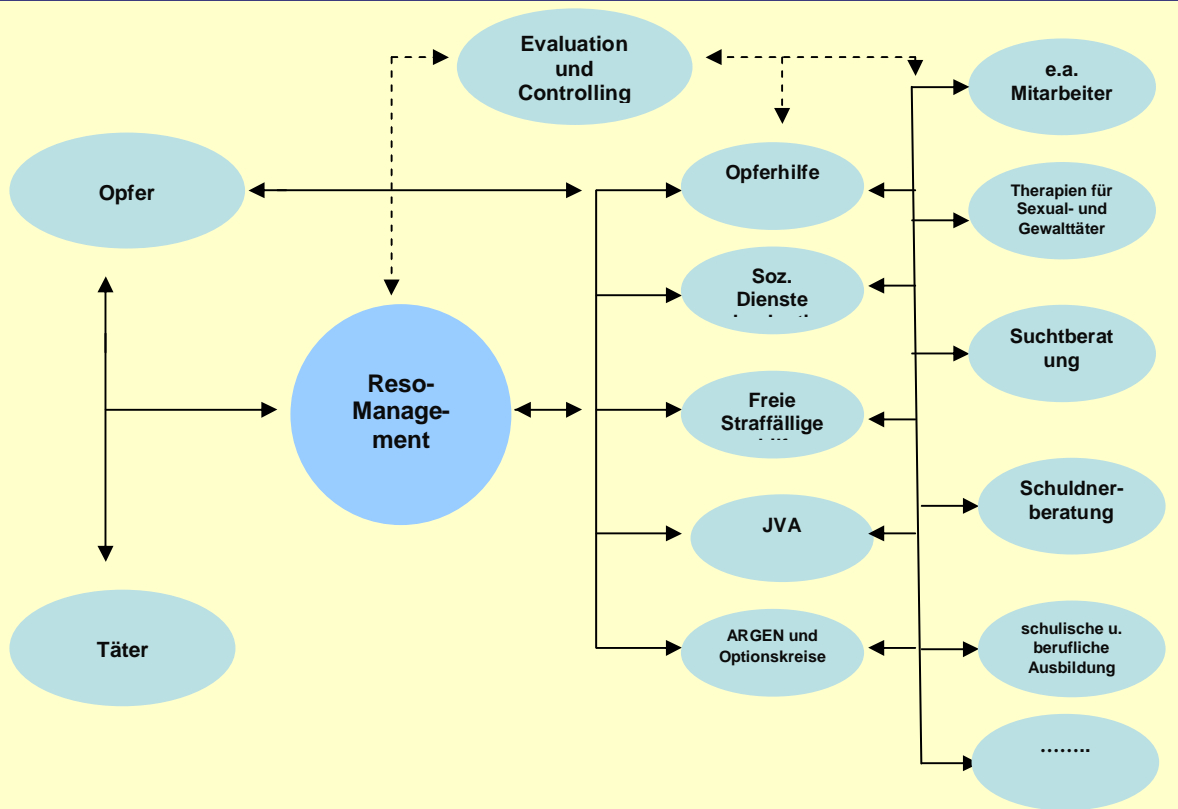 Evaluation
und
Controlling
e.a.
Mitarbeiter
Opfer
Opferhilfe
Therapien für
Sexual- und
Gewalttäter
Soz.
Dienste
Suchtberat
ung
Reso-
Manage-
ment
Freie
Straffällige
Schuldner-
beratung
JVA
Täter
ARGEN und
Optionskreise
schulische u.
berufliche
Ausbildung
……..